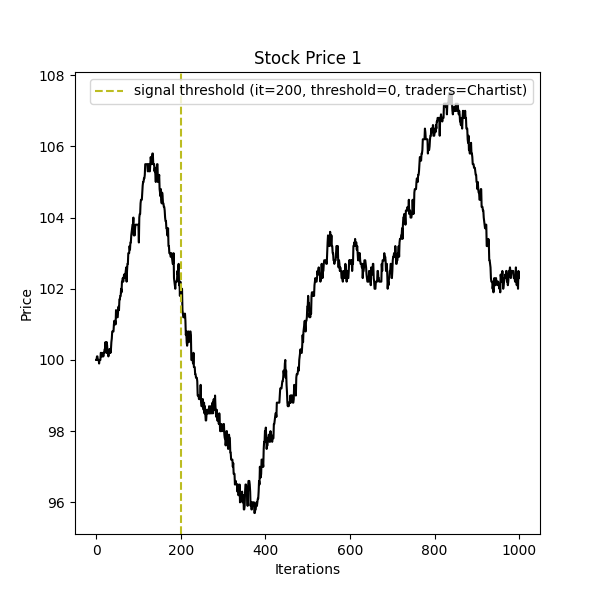 Stock Price 1
signal threshold (it=200, threshold=0, traders=Chartist)
108
106
104
102
100
98
96
Price
0 200 400 600 800 1000
Iterations